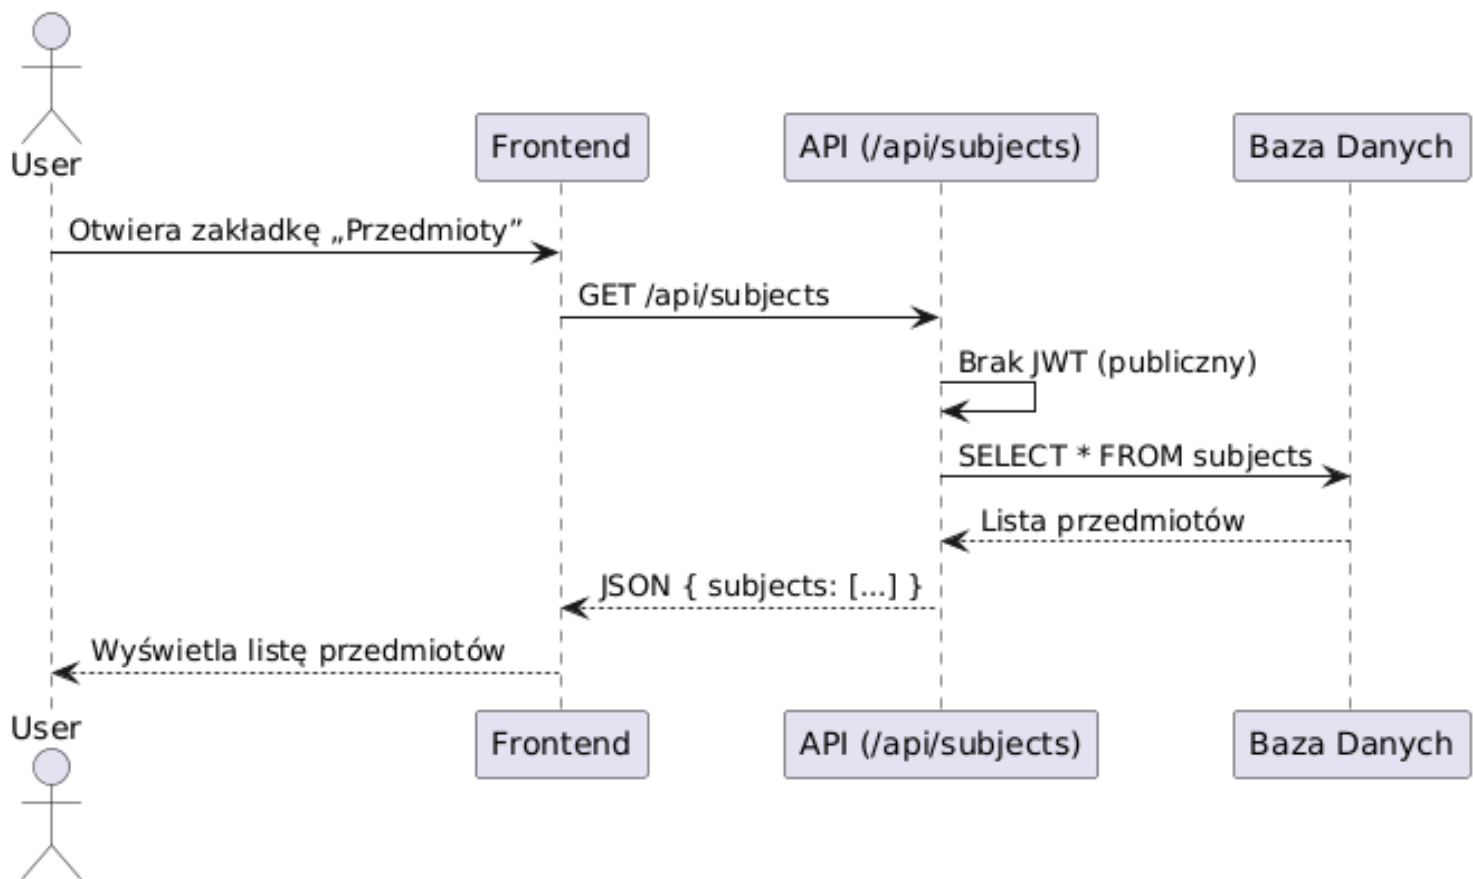 User
Frontend
API (/api/subjects)
Baza Danych
Otwiera zakładkę „Przedmioty”
GET /api/subjects
Brak JWT (publiczny)
SELECT * FROM subjects
Lista przedmiotów
JSON { subjects: [...] }
Wyświetla listę przedmiotów
User
Frontend
API (/api/subjects)
Baza Danych